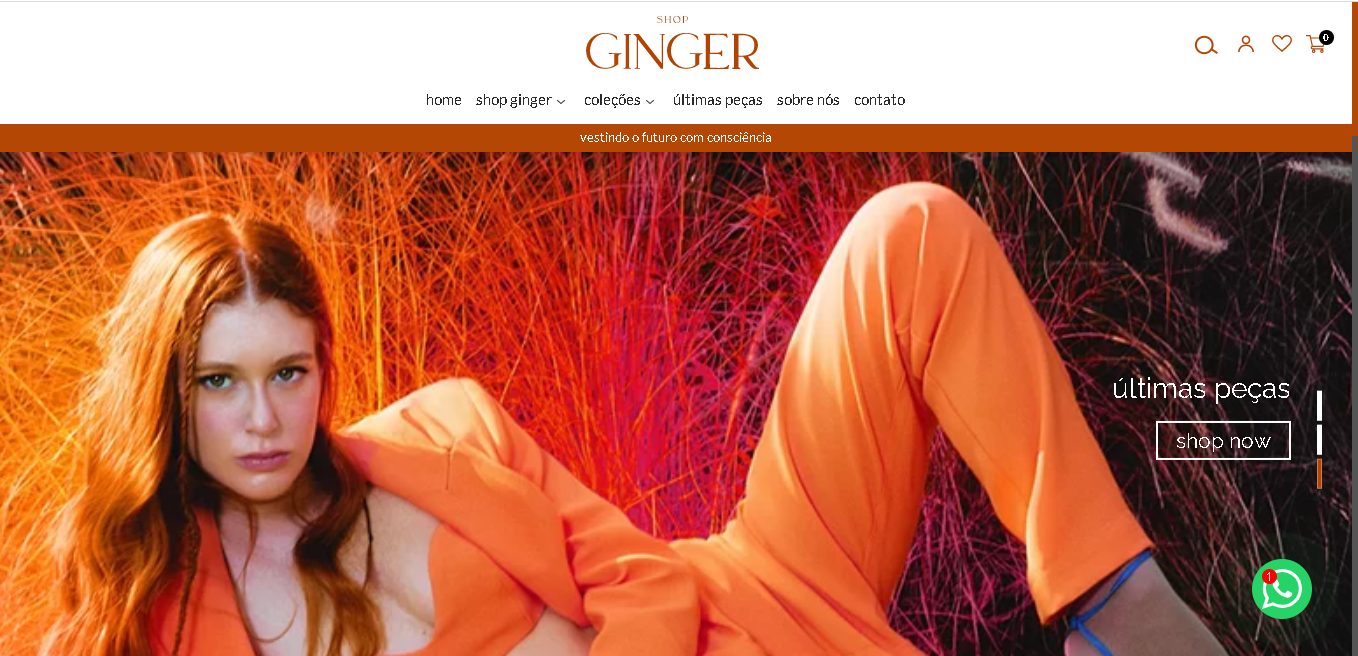 SHOP
GINGER
0
home shop ginger coleções últimas peças sobre nós contato
vestindo o futuro com consciência
últimas peças
shop now
1